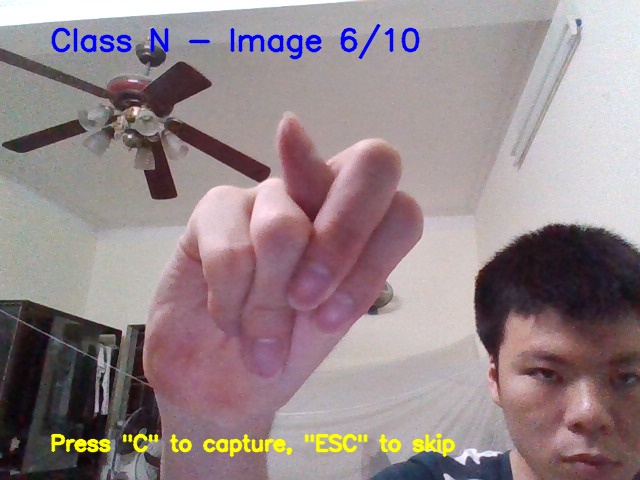 Class N - Image 6/10
Press "C" to capture, "ESC" to skip